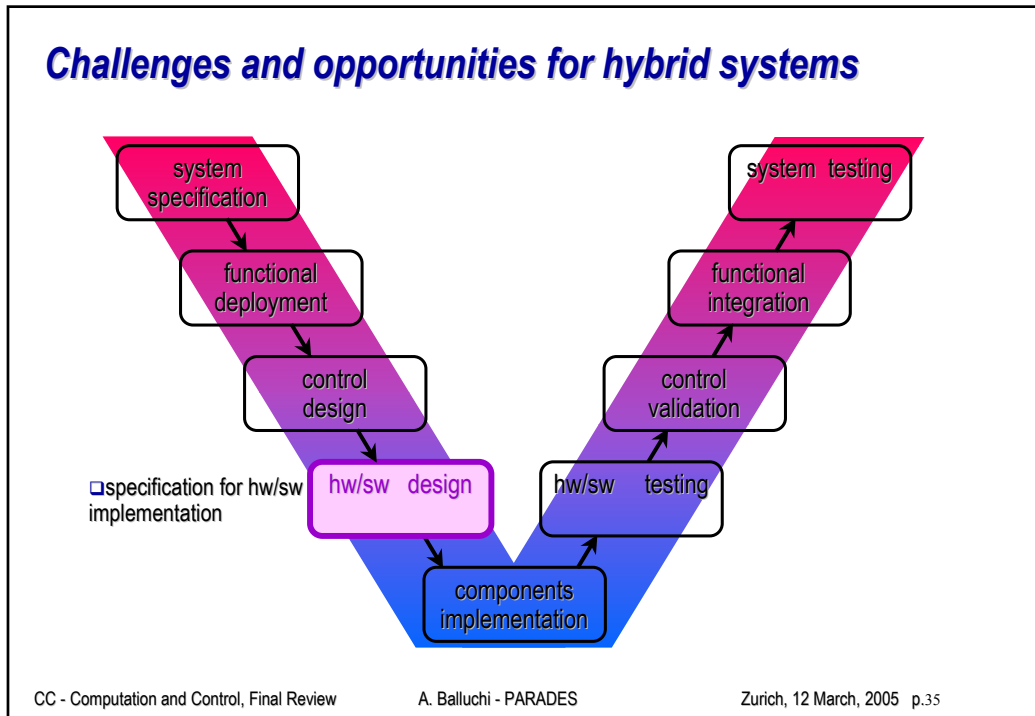 Challenges and opportunities for hybrid systems
system
specification
functional
deployment
control
design
❑specification for hw/sw
implementation
hw/sw design
components
implementation
hw/sw testing
control
validation
functional
integration
system testing
CC - Computation and Control, Final Review
A. Balluchi - PARADES
Zurich, 12 March, 2005 p.35